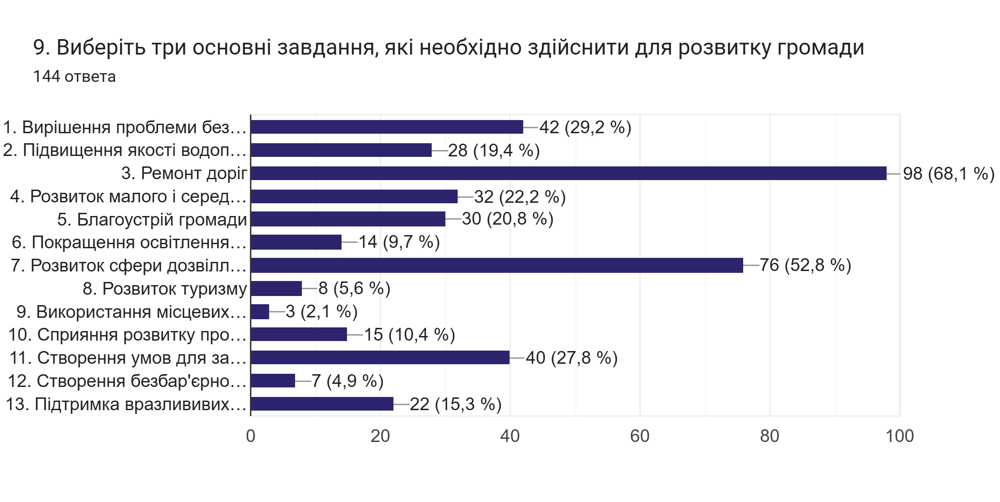 9. Виберіть три основні завдання, які необхідно здійснити для розвитку громади
144 ответа
1. Вирішення проблеми без… 42 (29,2 %)
2. Підвищення якості водоп… 28 (19,4 %)
3. Ремонт доріг 98 (68,1 %)
4. Розвиток малого і серед… 32 (22,2 %)
5. Благоустрій громади 30 (20,8 %)
6. Покращення освітлення… 14 (9,7 %)
7. Розвиток сфери дозвілл… 76 (52,8 %)
8. Розвиток туризму 8 (5,6 %)
9. Використання місцевих… 3 (2,1 %)
10. Сприяння розвитку про… 15 (10,4 %)
11. Створення умов для за… 40 (27,8 %)
12. Створення безбар'єрно… 7 (4,9 %)
13. Підтримка вразлививих… 22 (15,3 %)
0 20 40 60 80 100